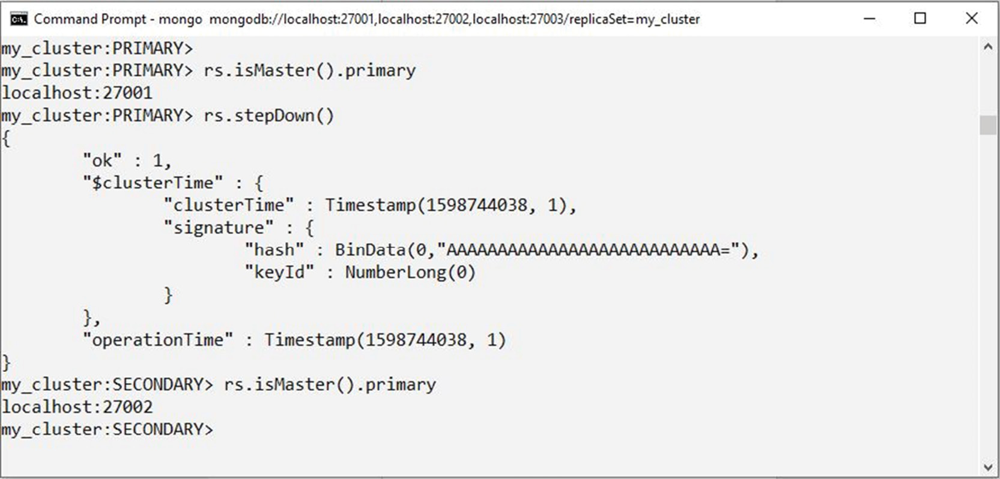 Command Prompt - mongo  mongodb://localhost:27001,localhost:27002,localhost:27003/replicaSet=my_cluster
my_cluster:PRIMARY>
my_cluster:PRIMARY> rs.isMaster().primary
localhost:27001
my_cluster:PRIMARY> rs.stepDown()
{
        "ok" : 1,
        "$clusterTime" : {
                "clusterTime" : Timestamp(1598744038, 1),
                "signature" : {
                        "hash" : BinData(0,"AAAAAAAAAAAAAAAAAAAAAAAAAAA="),
                        "keyId" : NumberLong(0)
                }
        },
        "operationTime" : Timestamp(1598744038, 1)
}
my_cluster:SECONDARY> rs.isMaster().primary
localhost:27002
my_cluster:SECONDARY>